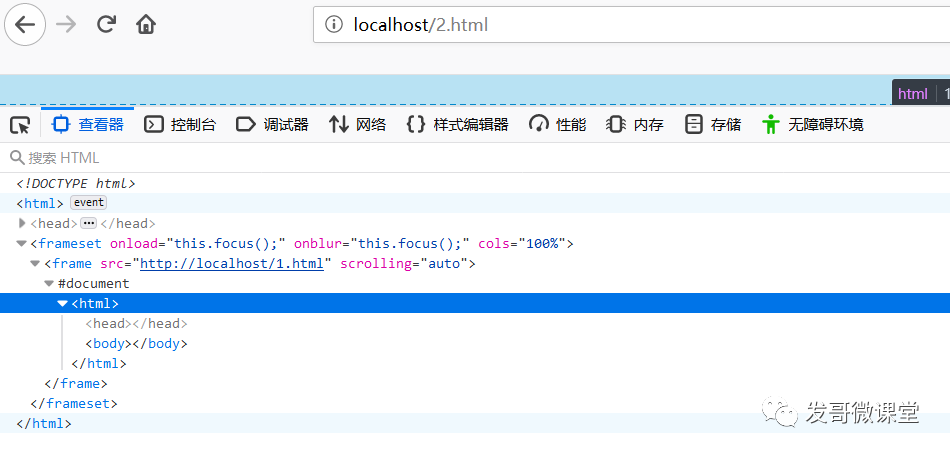 localhost/2.html
html 1
查看器 控制台 调试器 网络 样式编辑器 性能 内存 存储 无障碍环境
搜索 HTML
<!DOCTYPE html>
<html> event
<head> ••• </head>
<frameset onload="this.focus();" onblur="this.focus();" cols="100%">
<frame src="http://localhost/1.html" scrolling="auto">
#document
<html>
<head></head>
<body></body>
</html>
</frame>
</frameset>
</html>
发哥微课堂